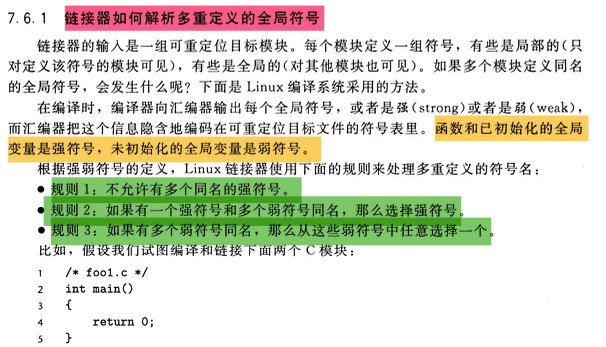 7.6.1 链接器如何解析多重定义的全局符号
链接器的输入是一组可重定位目标模块。每个模块定义一组符号，有些是局部的(只
对定义该符号的模块可见)，有些是全局的(对其他模块也可见)。如果多个模块定义同名
的全局符号，会发生什么呢？下面是 Linux 编译系统采用的方法。
在编译时，编译器向汇编器输出每个全局符号，或者是强(strong)或者是弱(weak)，
而汇编器把这个信息隐含地编码在可重定位目标文件的符号表里。函数和已初始化的全局
变量是强符号，未初始化的全局变量是弱符号。
根据强弱符号的定义，Linux 链接器使用下面的规则来处理多重定义的符号名：
● 规则 1：不允许有多个同名的强符号。
● 规则 2：如果有一个强符号和多个弱符号同名，那么选择强符号。
● 规则 3：如果有多个弱符号同名，那么从这些弱符号中任意选择一个。
比如，假设我们试图编译和链接下面两个 C 模块：
1 /* foo1.c */
2 int main()
3 {
4 return 0;
5 }